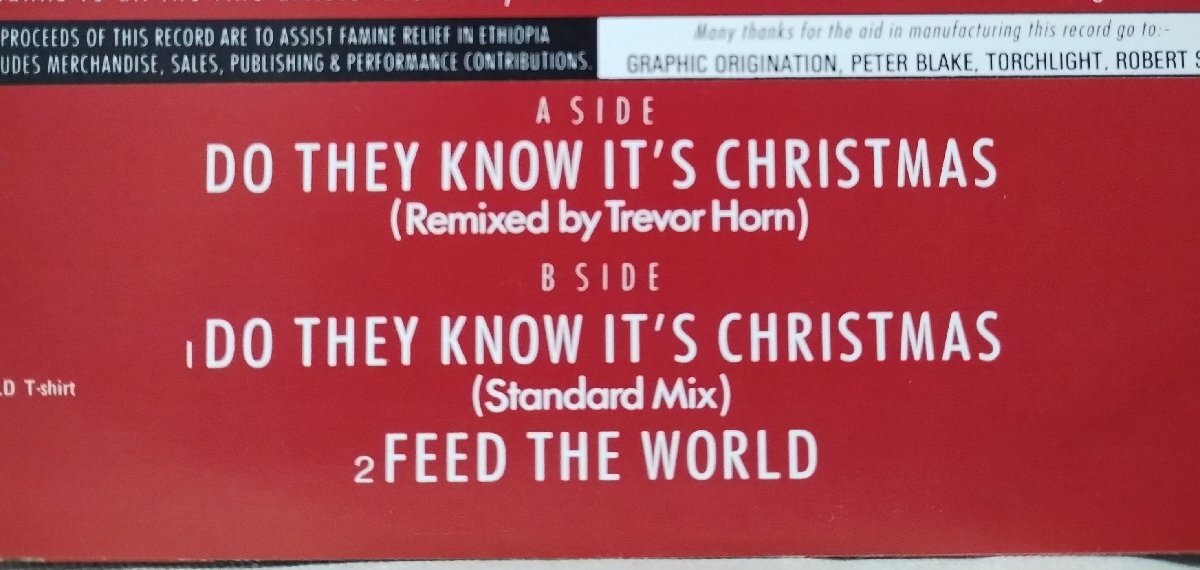 PROCEEDS OF THIS RECORD ARE TO ASSIST FAMINE RELIEF IN ETHIOPIA
UDES MERCHANDISE, SALES, PUBLISHING & PERFORMANCE CONTRIBUTIONS.
Many thanks for the aid in manufacturing this record go to:-
GRAPHIC ORIGINATION, PETER BLAKE, TORCHLIGHT, ROBERT S
A SIDE
DO THEY KNOW IT'S CHRISTMAS
(Remixed by Trevor Horn)
B SIDE
1 DO THEY KNOW IT'S CHRISTMAS
(Standard Mix)
LD T-shirt
2 FEED THE WORLD